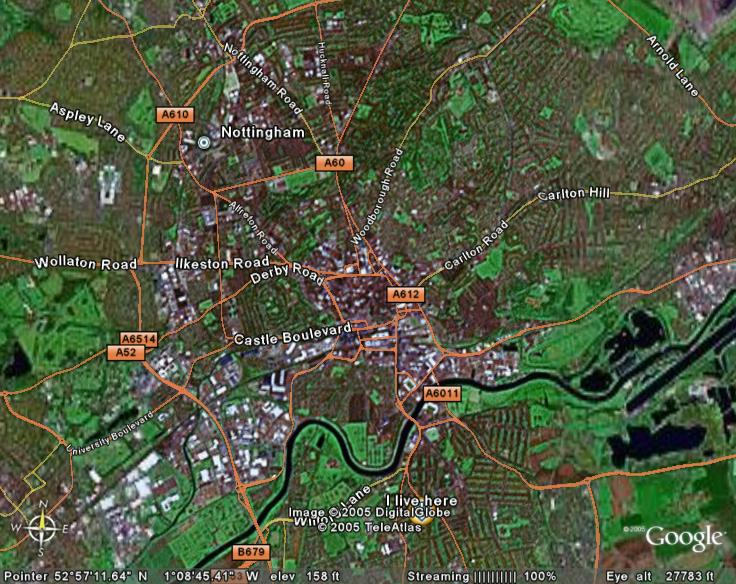 Nottingham Road
Hucknall Road
Arnold Lane
Aspley Lane
A610
Nottingham
A60
Woodborough Road
Carlton Hill
Alfreton Road
Carlton Road
Wollaton Road
Ilkeston Road
Derby Road
A612
Castle Boulevard
A6514
A52
A6011
University Boulevard
N
W E
S
Lane
I live here
Image © 2005 DigitalGlobe
© 2005 TeleAtlas
© 2005 Google
B679
Pointer 52°57'11.64" N 1°08'45.41" W elev 158 ft Streaming |||||||||| 100% Eye alt 27783 ft